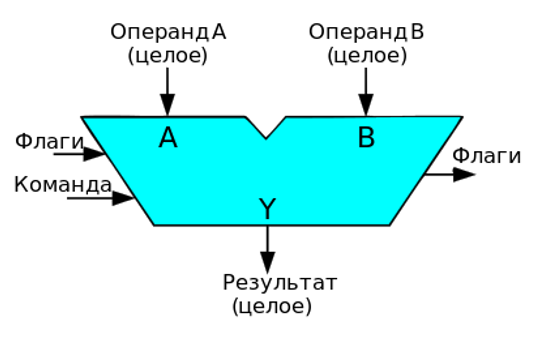 Операнд A
(целое)
Операнд B
(целое)
A
B
Флаги
Флаги
Команда
Y
Результат
(целое)